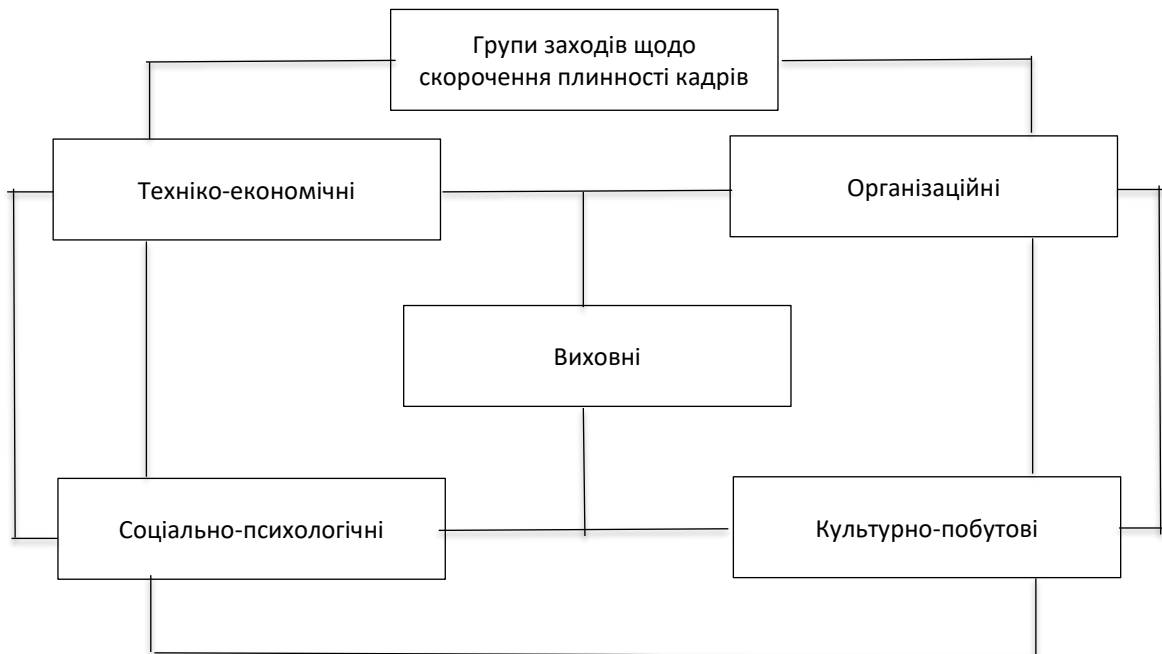 Групи заходів щодо
скорочення плинності кадрів
Техніко-економічні
Організаційні
Виховні
Соціально-психологічні
Культурно-побутові